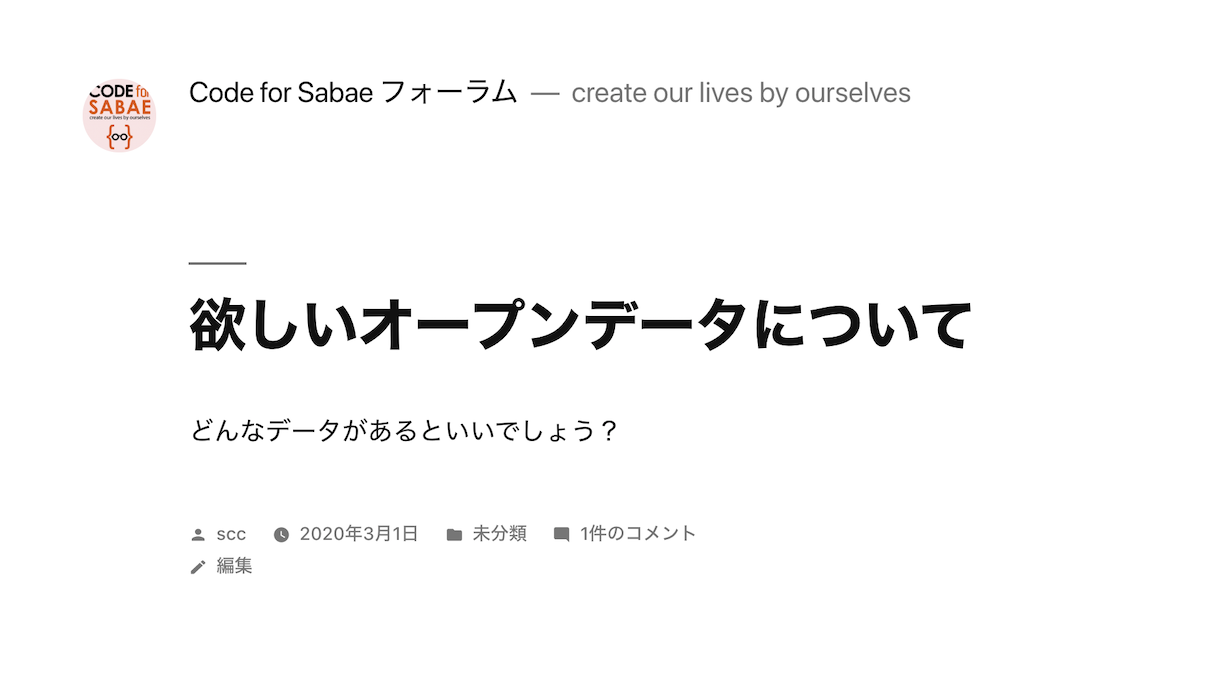 CODE for
SABAE
create our lives by ourselves
Code for Sabae フォーラム — create our lives by ourselves
欲しいオープンデータについて
どんなデータがあるといいでしょう？
scc 2020年3月1日 未分類 1件のコメント
編集